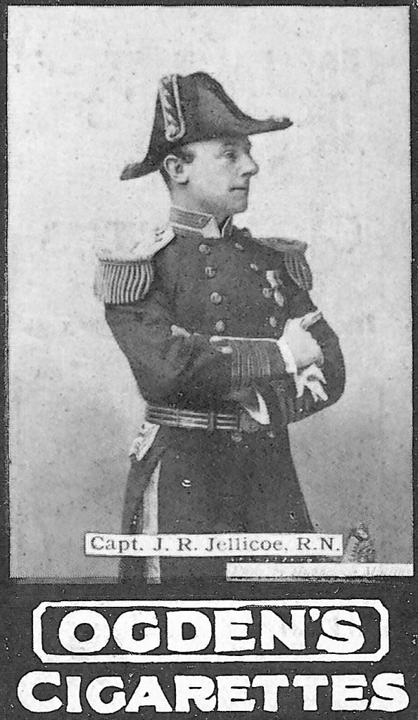 Capt. J. R. Jellicoe, R.N.
OGDEN'S
CIGARETTES